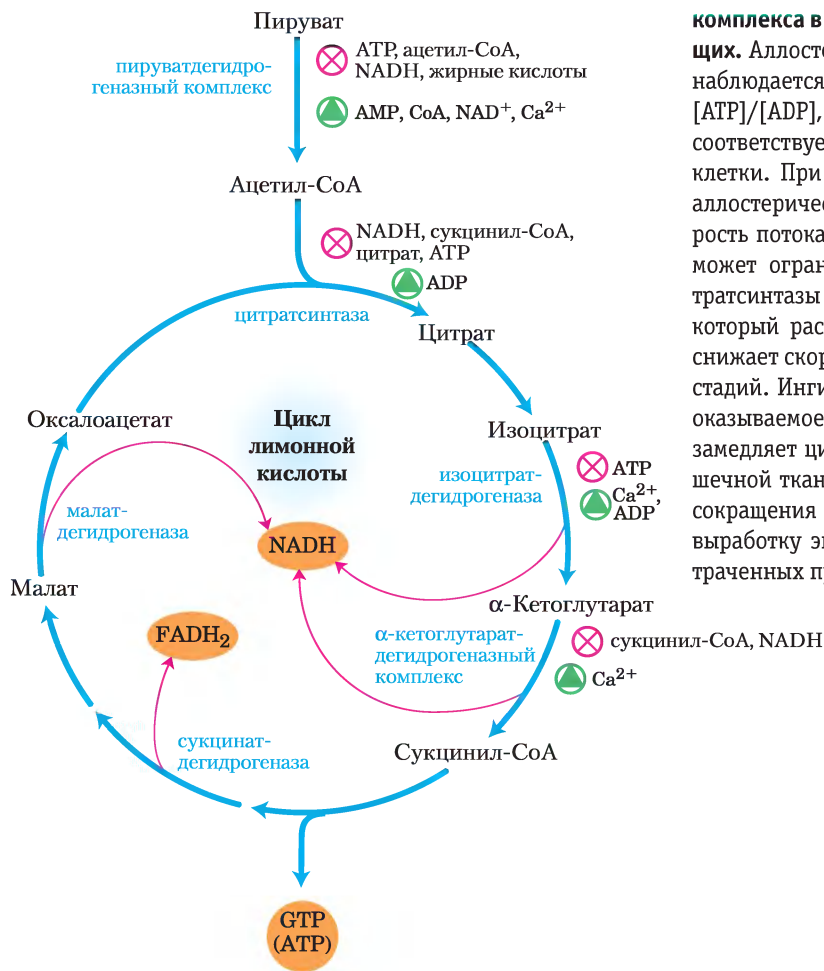 Пируват
пируватдегидро-
геназный комплекс
ATP, ацетил-CoA,
NADH, жирные кислоты
AMP, CoA, NAD⁺, Ca²⁺
Ацетил-CoA
NADH, сукцинил-CoA,
цитрат, ATP
ADP
цитратсинтаза
Цитрат
Оксалоацетат
Цикл
лимонной
кислоты
Изоцитрат
изоцитрат-
дегидрогеназа
ATP
Ca²⁺,
ADP
малат-
дегидрогеназа
NADH
Малат
α-Кетоглутарат
FADH₂
α-кетоглутарат-
дегидрогеназный
комплекс
сукцинил-CoA, NADH
Ca²⁺
сукцинат-
дегидрогеназа
Сукцинил-CoA
GTP
(ATP)
комплекса в
щих. Аллост
наблюдается
[ATP]/[ADP],
соответствуе
клетки. При
аллостеричес
рость потока
может огран
тратсинтазы
который рас
снижает скор
стадий. Инги
оказываемое
замедляет ци
шечной ткан
сокращения
выработку эн
траченных п